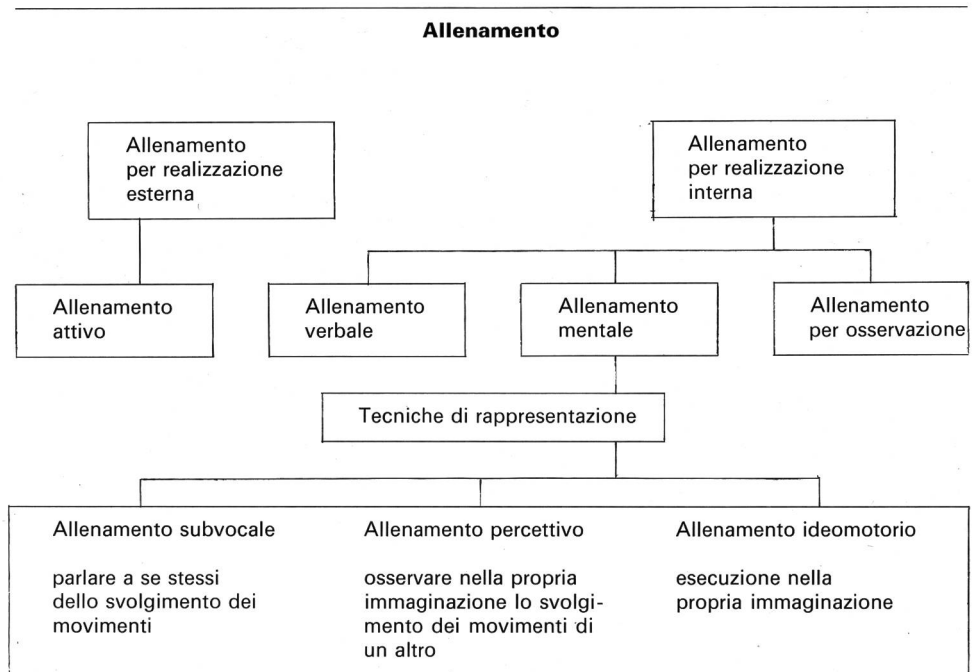 Allenamento
Allenamento
per realizzazione
esterna
Allenamento
per realizzazione
interna
Allenamento
attivo
Allenamento
verbale
Allenamento
mentale
Allenamento
per osservazione
Tecniche di rappresentazione
Allenamento subvocale
parlare a se stessi
dello svolgimento dei
movimenti
Allenamento percettivo
osservare nella propria
immaginazione lo svolgi-
mento dei movimenti di
un altro
Allenamento ideomotorio
esecuzione nella
propria immaginazione